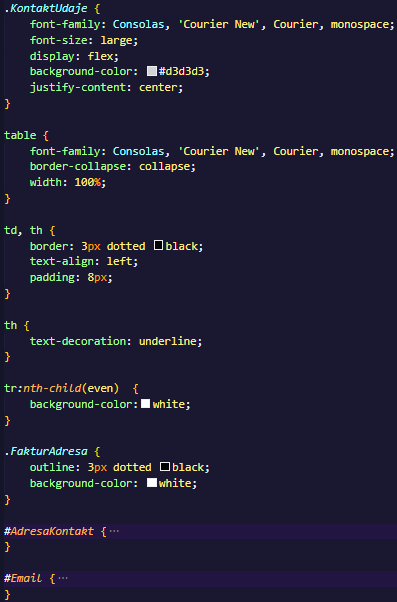 .KontaktUdaje {
    font-family: Consolas, 'Courier New', Courier, monospace;
    font-size: large;
    display: flex;
    background-color: #d3d3d3;
    justify-content: center;
}

table {
    font-family: Consolas, 'Courier New', Courier, monospace;
    border-collapse: collapse;
    width: 100%;
}

td, th {
    border: 3px dotted black;
    text-align: left;
    padding: 8px;
}

th {
    text-decoration: underline;
}

tr:nth-child(even)  {
    background-color: white;
}

.FakturAdresa {
    outline: 3px dotted black;
    background-color: white;
}

#AdresaKontakt { ···
}

#Email { ···
}